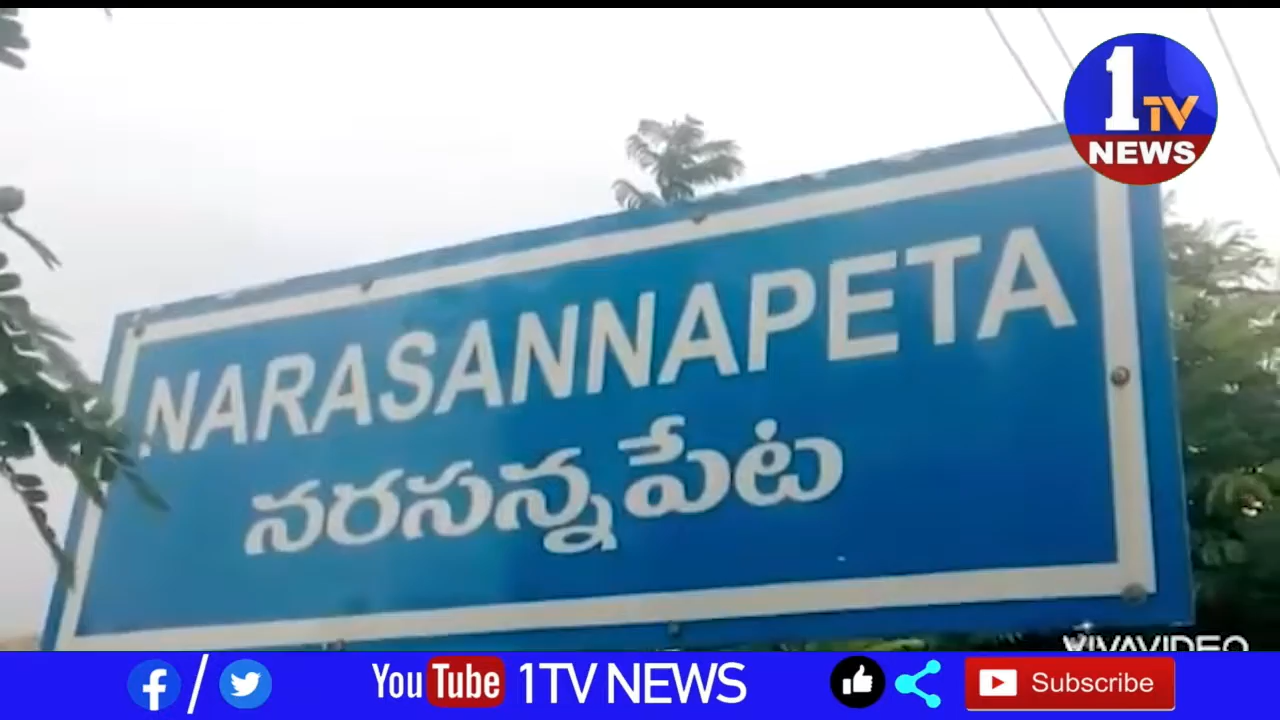 1TV
NEWS
NARASANNAPETA
నరసన్నపేట
VIVAVIDEO
f / YouTube 1TV NEWS Subscribe